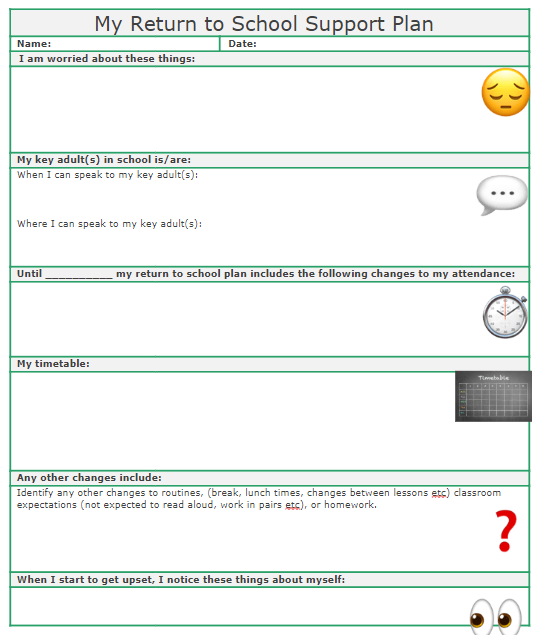 My Return to School Support Plan
Name: Date:
I am worried about these things:
My key adult(s) in school is/are:
When I can speak to my key adult(s):
Where I can speak to my key adult(s):
Until __________ my return to school plan includes the following changes to my attendance:
My timetable:
Timetable
Any other changes include:
Identify any other changes to routines, (break, lunch times, changes between lessons etc) classroom
expectations (not expected to read aloud, work in pairs etc), or homework.
?
When I start to get upset, I notice these things about myself: